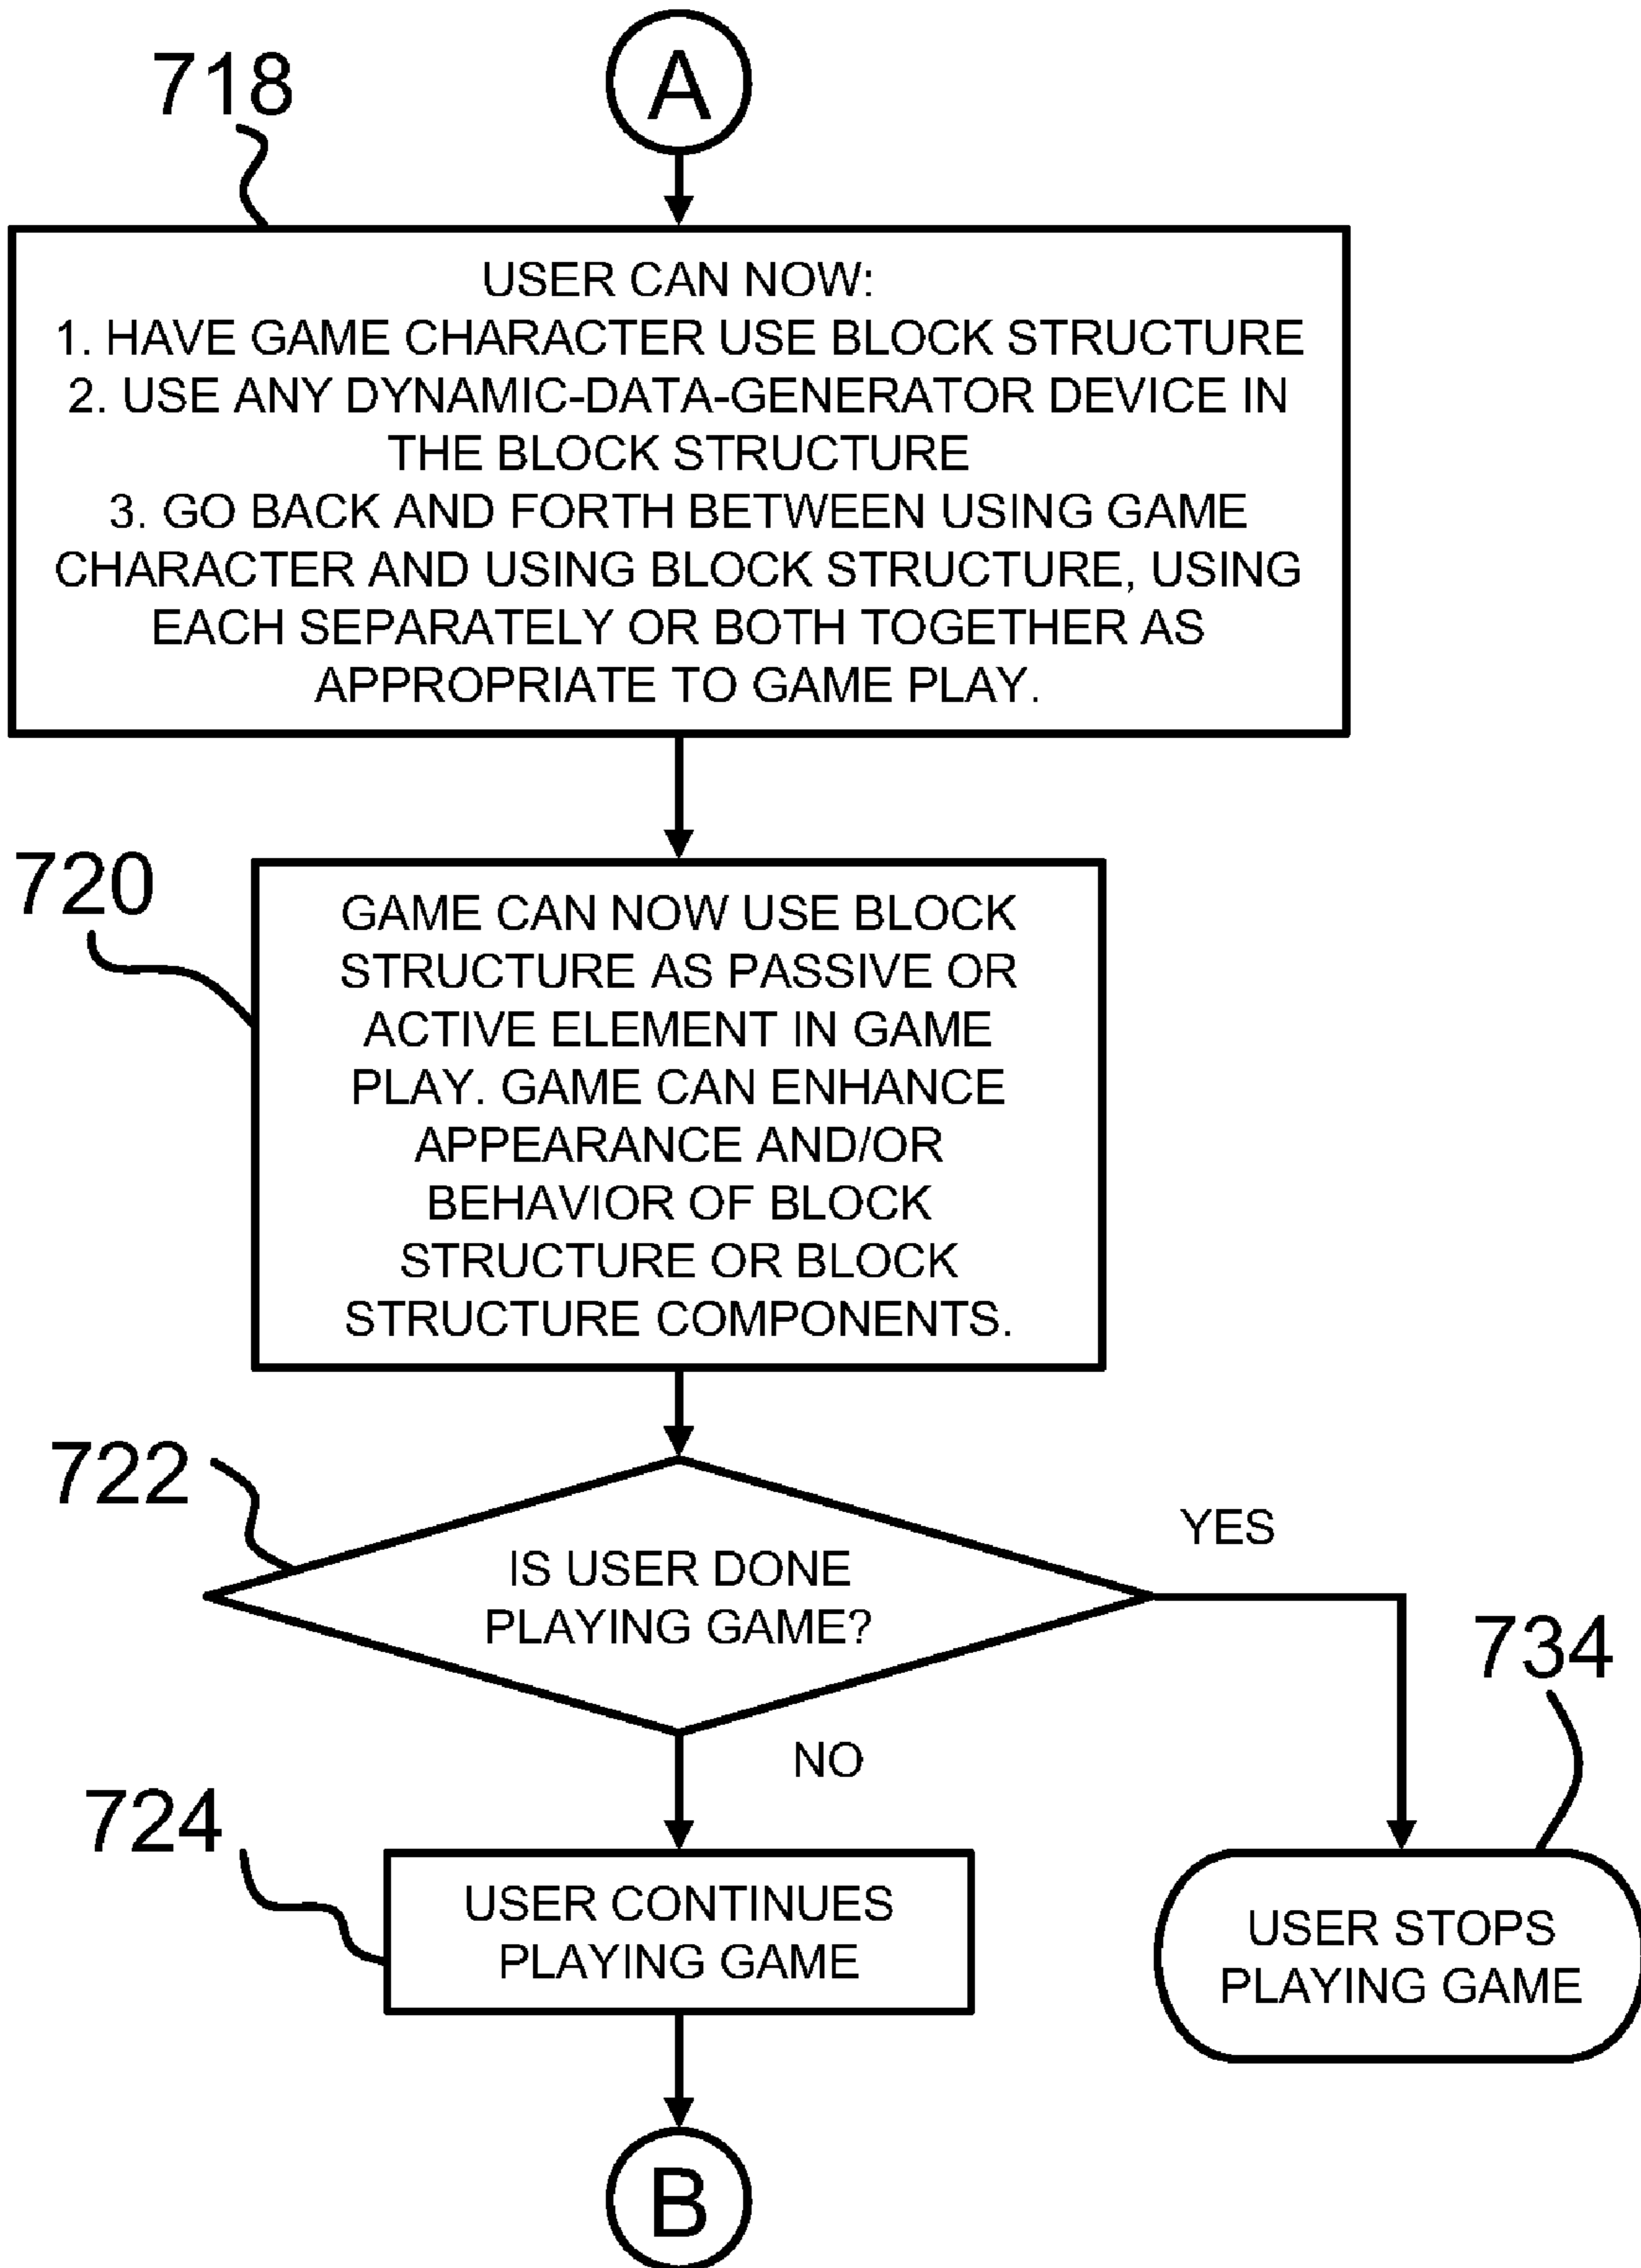 A
718
USER CAN NOW:
1. HAVE GAME CHARACTER USE BLOCK STRUCTURE
2. USE ANY DYNAMIC-DATA-GENERATOR DEVICE IN
THE BLOCK STRUCTURE
3. GO BACK AND FORTH BETWEEN USING GAME
CHARACTER AND USING BLOCK STRUCTURE, USING
EACH SEPARATELY OR BOTH TOGETHER AS
APPROPRIATE TO GAME PLAY.
720
GAME CAN NOW USE BLOCK
STRUCTURE AS PASSIVE OR
ACTIVE ELEMENT IN GAME
PLAY. GAME CAN ENHANCE
APPEARANCE AND/OR
BEHAVIOR OF BLOCK
STRUCTURE OR BLOCK
STRUCTURE COMPONENTS.
722
IS USER DONE
PLAYING GAME?
YES
NO
734
724
USER CONTINUES
PLAYING GAME
USER STOPS
PLAYING GAME
B